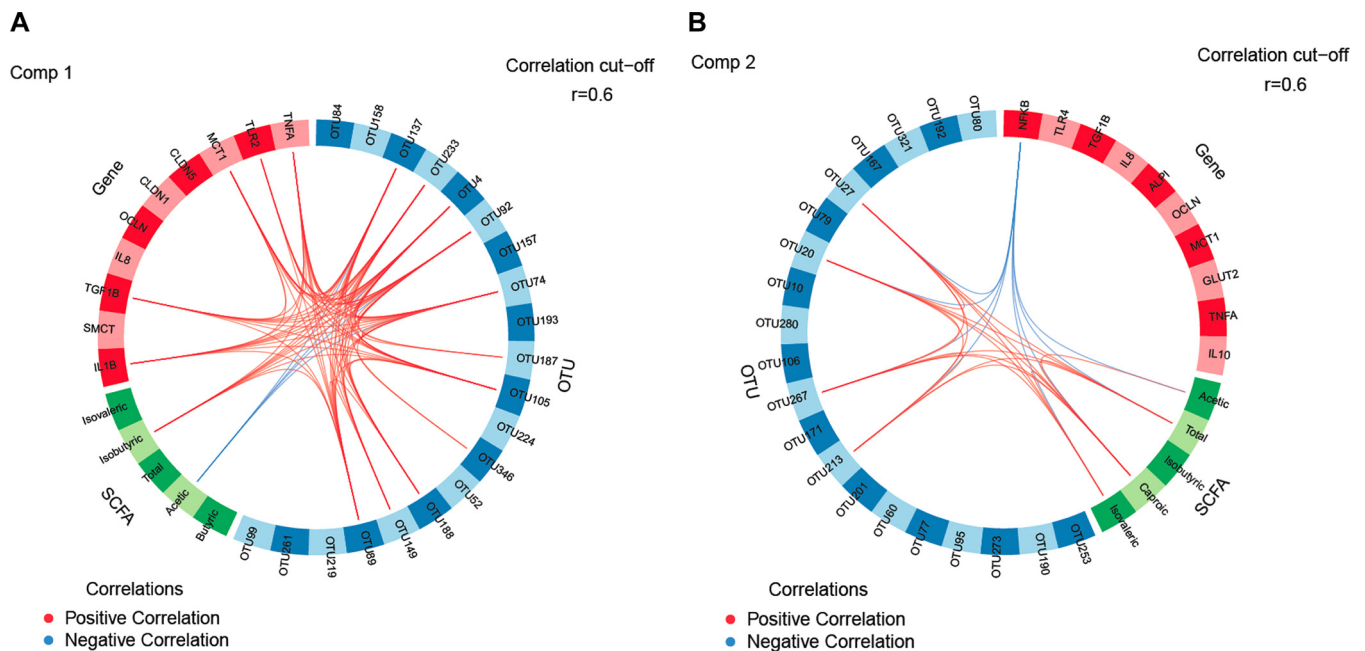 A
Comp 1
Correlation cut-off
r=0.6
TNFA
TLR2
MCT1
CLDN5
CLDN1
OCLN
IL8
TGF1B
SMCT
IL1B
Gene
OTU84
OTU158
OTU137
OTU233
OTU4
OTU92
OTU157
OTU74
OTU193
OTU187
OTU105
OTU224
OTU346
OTU52
OTU188
OTU149
OTU89
OTU219
OTU261
OTU99
OTU
Isovaleric
Isobutyric
Total
Acetic
Butyric
SCFA
Correlations
Positive Correlation
Negative Correlation
B
Comp 2
Correlation cut-off
r=0.6
NFKB
TLR4
TGF1B
IL8
ALPI
OCLN
MCT1
GLUT2
TNFA
IL10
Gene
Acetic
Total
Isobutyric
Caproic
Isovaleric
SCFA
OTU80
OTU192
OTU321
OTU167
OTU27
OTU79
OTU20
OTU10
OTU280
OTU106
OTU267
OTU171
OTU213
OTU201
OTU60
OTU77
OTU95
OTU273
OTU190
OTU253
OTU
Correlations
Positive Correlation
Negative Correlation